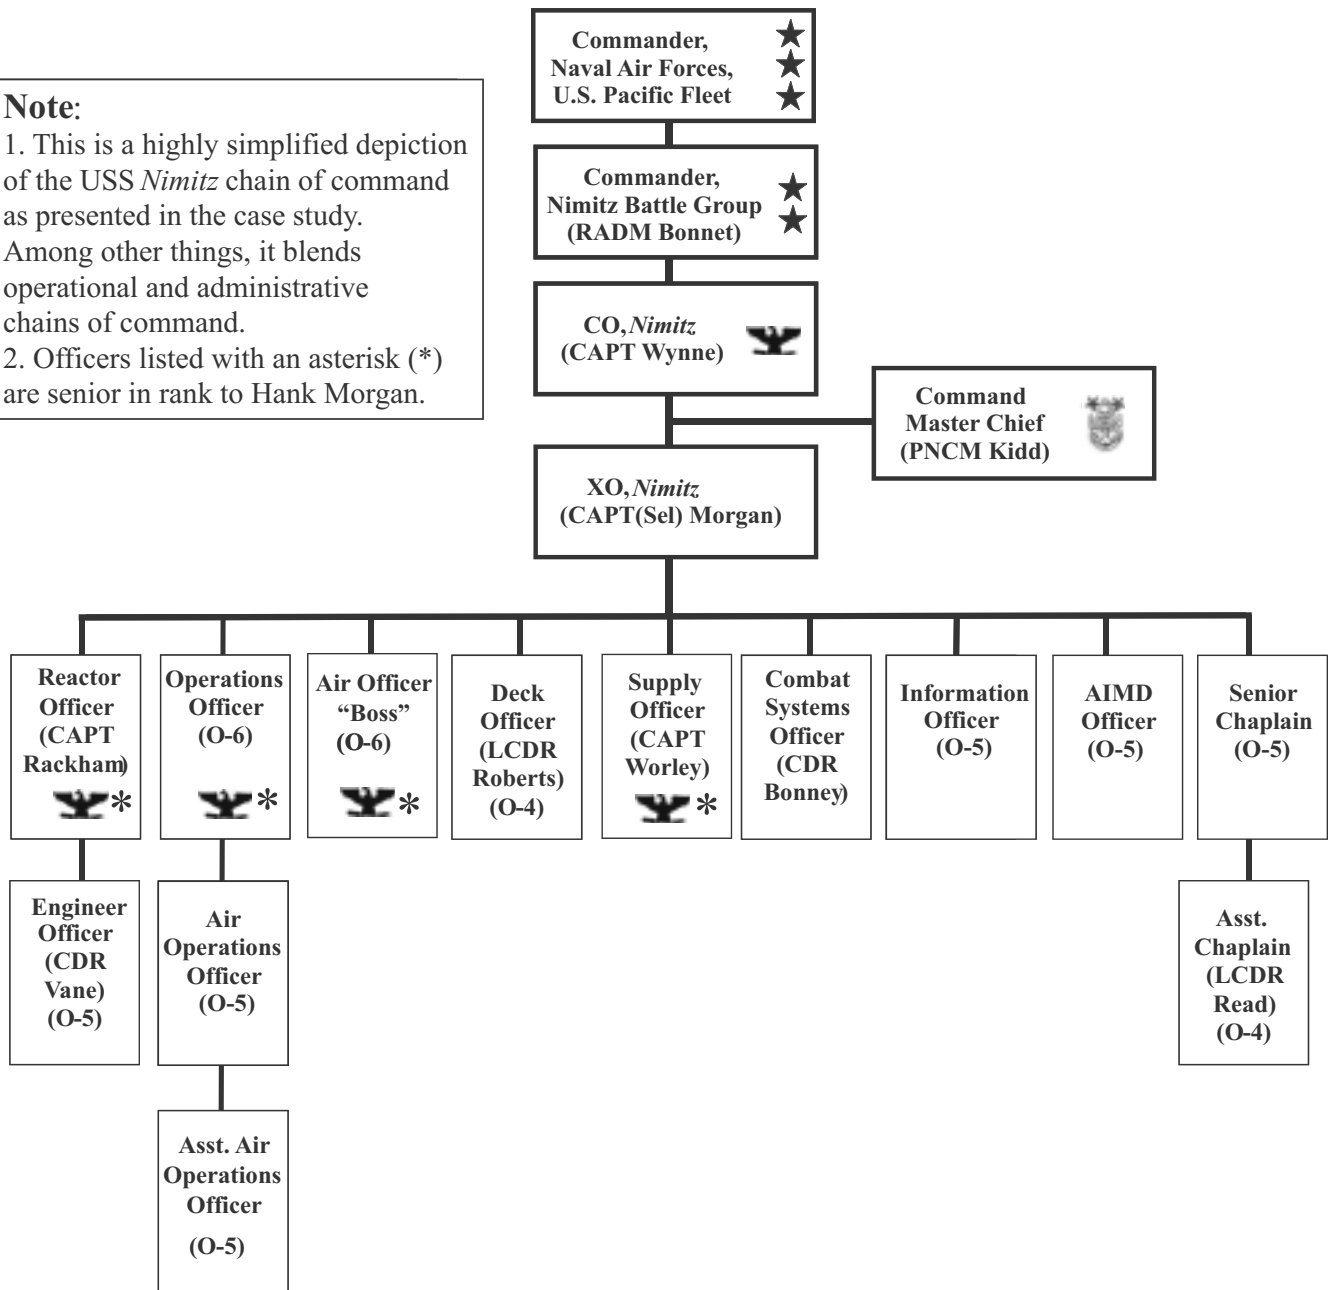 Commander,
Naval Air Forces,
U.S. Pacific Fleet
Note:
1. This is a highly simplified depiction
of the USS Nimitz chain of command
as presented in the case study.
Among other things, it blends
operational and administrative
chains of command.
2. Officers listed with an asterisk (*)
are senior in rank to Hank Morgan.
Commander,
Nimitz Battle Group
(RADM Bonnet)
CO, Nimitz
(CAPT Wynne)
Command
Master Chief
(PNCM Kidd)
XO, Nimitz
(CAPT(Sel) Morgan)
Reactor
Officer
(CAPT
Rackham)
*
Operations
Officer
(O-6)
*
Air Officer
“Boss”
(O-6)
*
Deck
Officer
(LCDR
Roberts)
(O-4)
Supply
Officer
(CAPT
Worley)
*
Combat
Systems
Officer
(CDR
Bonney)
Information
Officer
(O-5)
AIMD
Officer
(O-5)
Senior
Chaplain
(O-5)
Engineer
Officer
(CDR
Vane)
(O-5)
Air
Operations
Officer
(O-5)
Asst.
Chaplain
(LCDR
Read)
(O-4)
Asst. Air
Operations
Officer
(O-5)